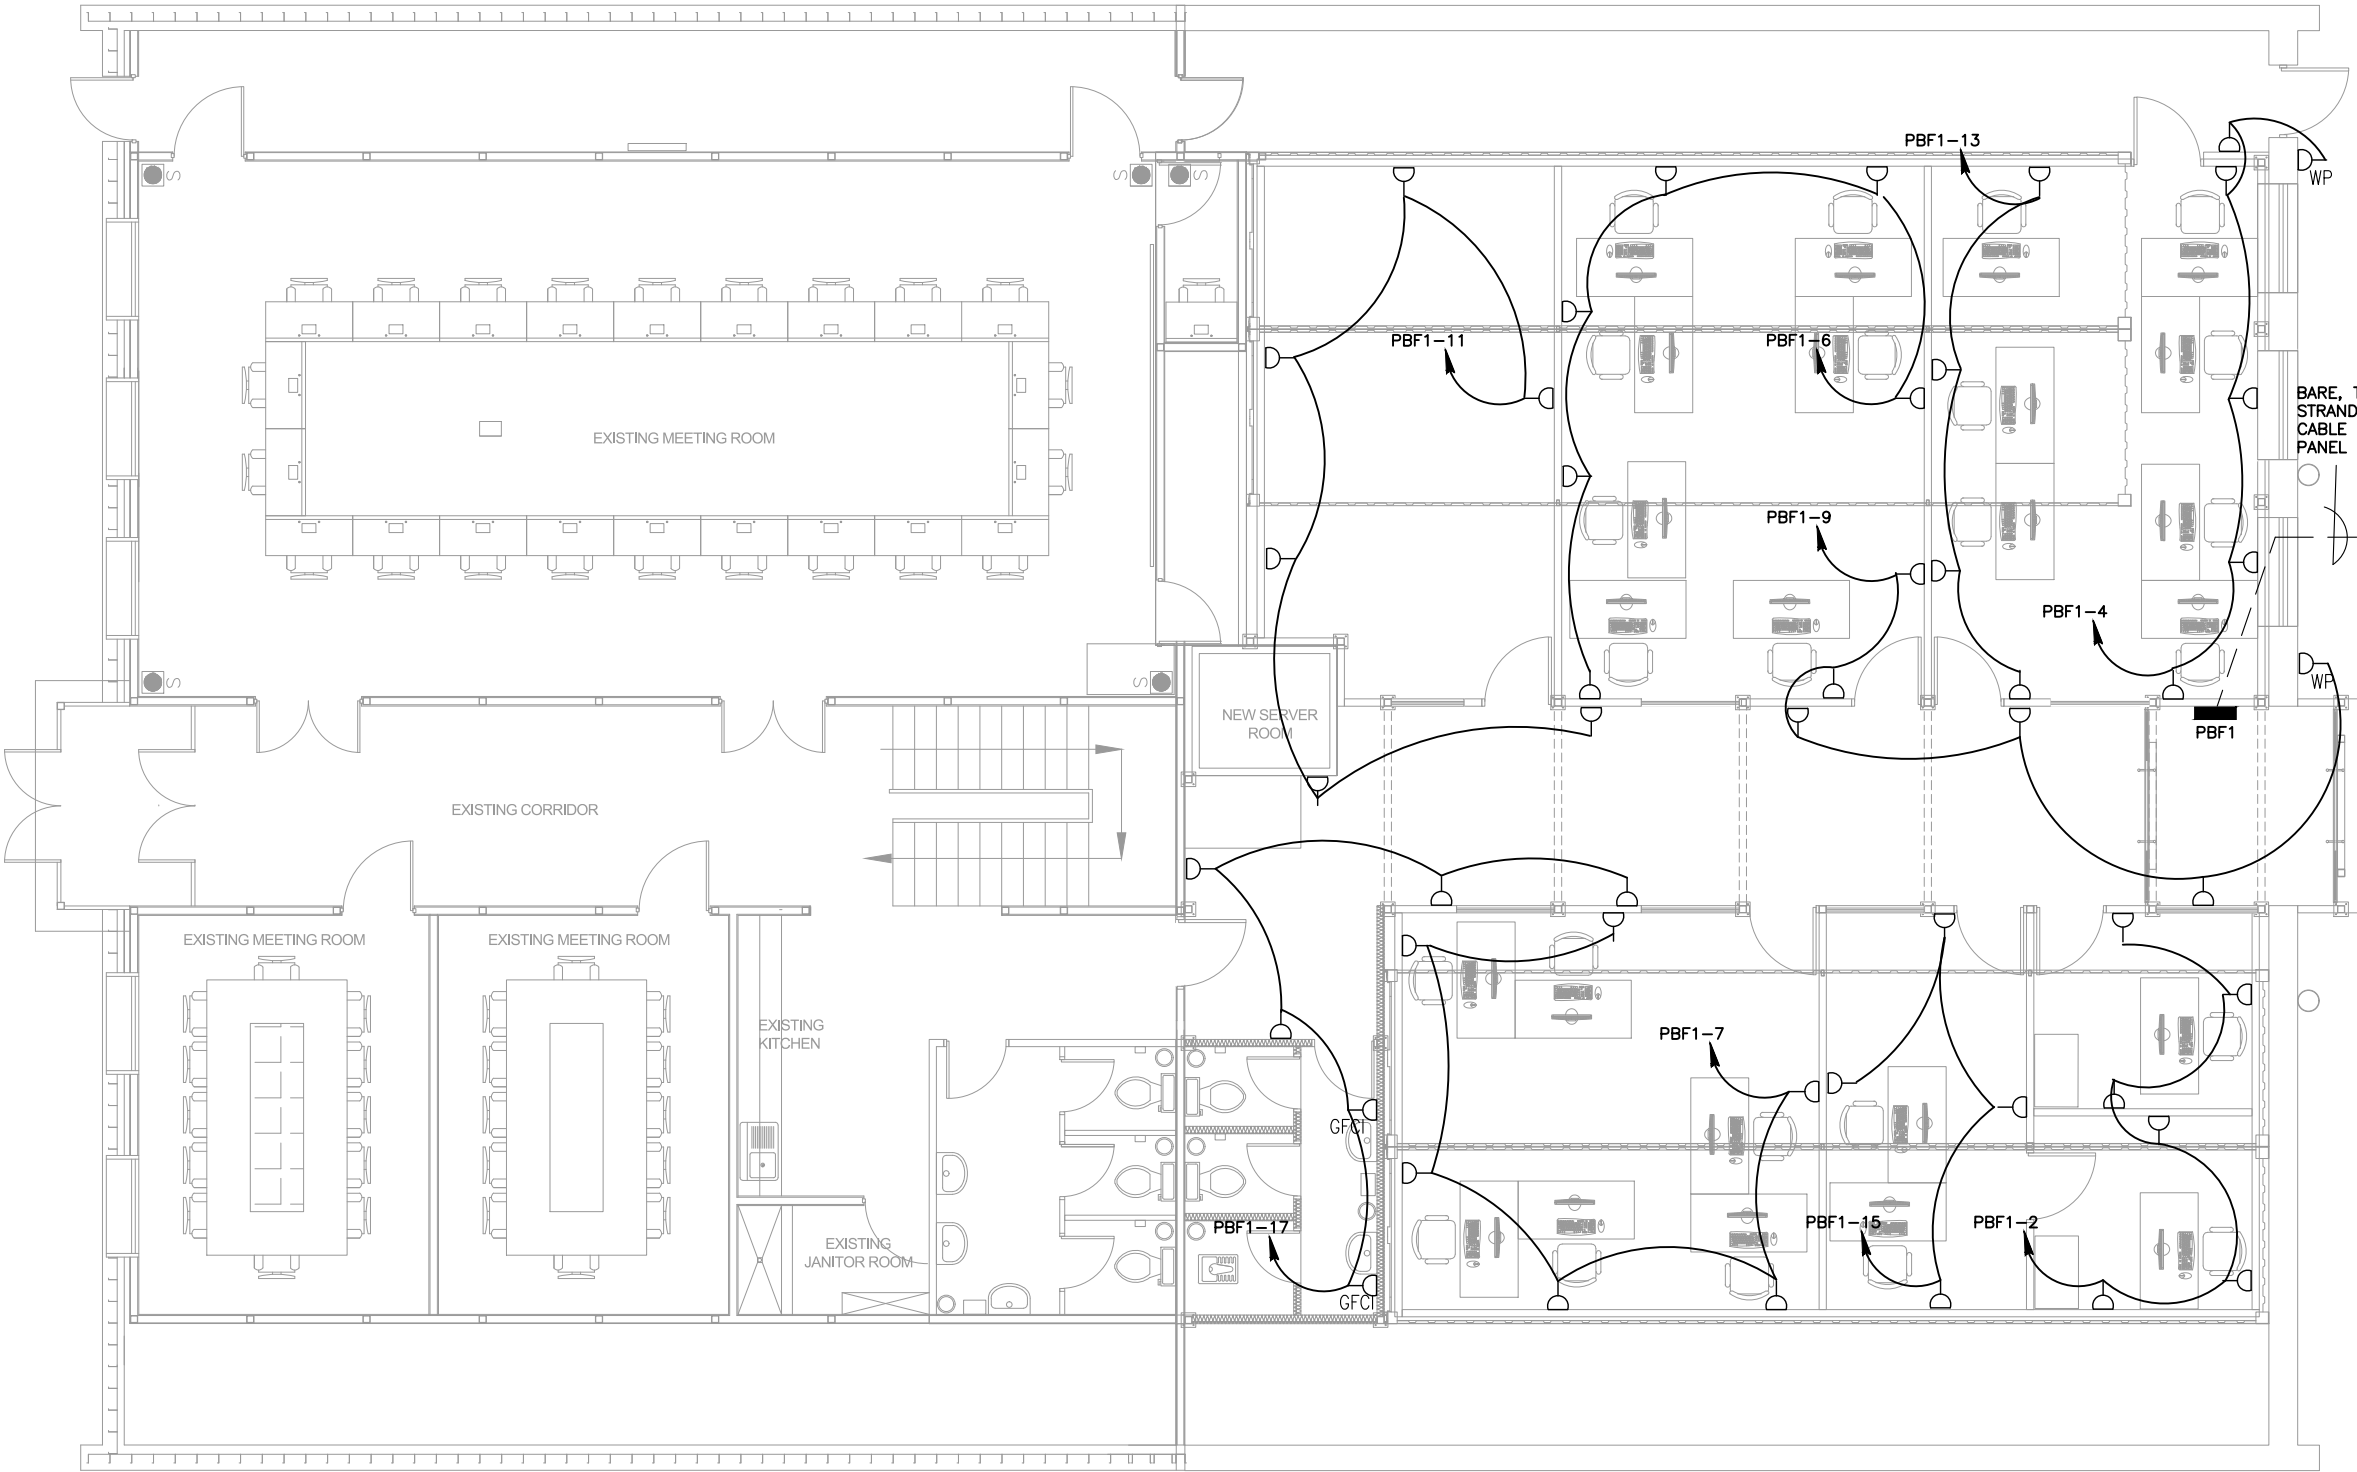 PBF1-13
S
S
S
WP
PBF1-11
PBF1-6
BARE, T
STRAND
CABLE
PANEL
EXISTING MEETING ROOM
PBF1-9
PBF1-4
S
S
WP
NEW SERVER
ROOM
PBF1
EXISTING CORRIDOR
EXISTING MEETING ROOM
EXISTING MEETING ROOM
EXISTING
KITCHEN
PBF1-7
GFCI
PBF1-17
PBF1-15
PBF1-2
EXISTING
JANITOR ROOM
GFCI